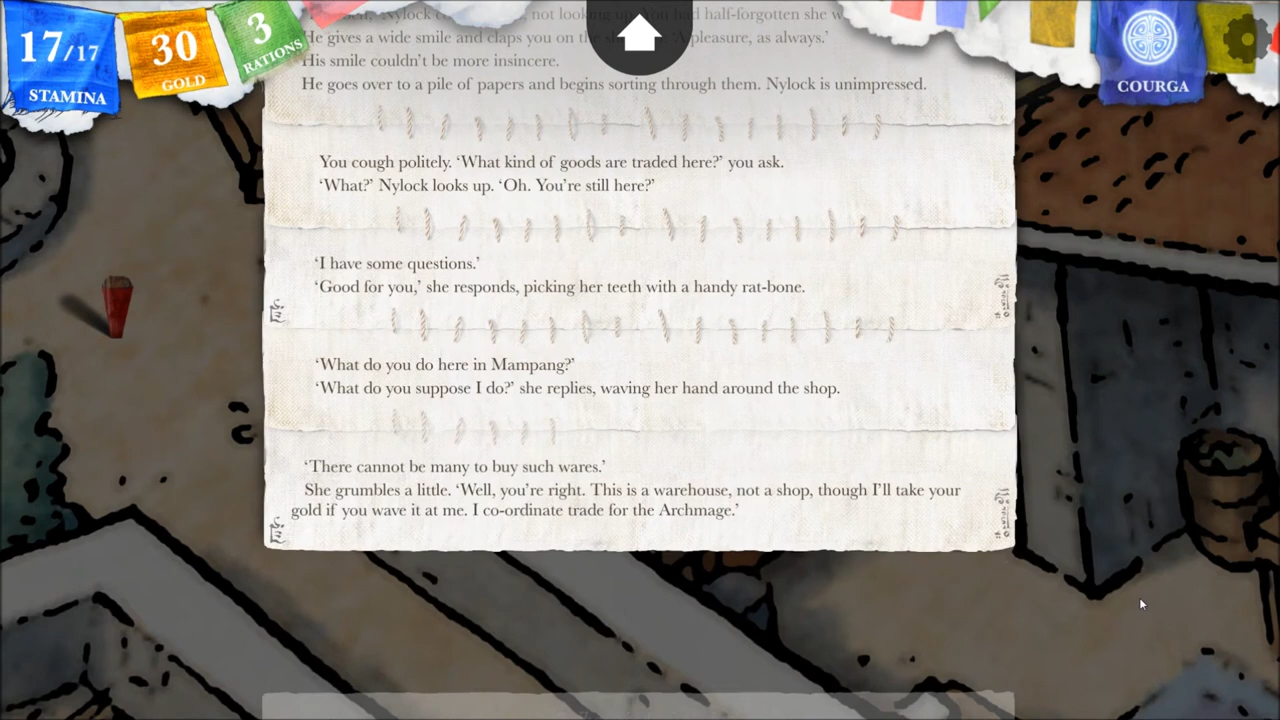 17/17
STAMINA
30
GOLD
3
RATIONS
COURGA
Nylock
, not looking up. You had half-forgotten she w
He gives a wide smile and claps you on the
pleasure, as always.’
His smile couldn’t be more insincere.
He goes over to a pile of papers and begins sorting through them. Nylock is unimpressed.
You cough politely. ‘What kind of goods are traded here?’ you ask.
‘What?’ Nylock looks up. ‘Oh. You’re still here?’
‘I have some questions.’
‘Good for you,’ she responds, picking her teeth with a handy rat-bone.
‘What do you do here in Mampang?’
‘What do you suppose I do?’ she replies, waving her hand around the shop.
‘There cannot be many to buy such wares.’
She grumbles a little. ‘Well, you’re right. This is a warehouse, not a shop, though I’ll take your
gold if you wave it at me. I co-ordinate trade for the Archmage.’